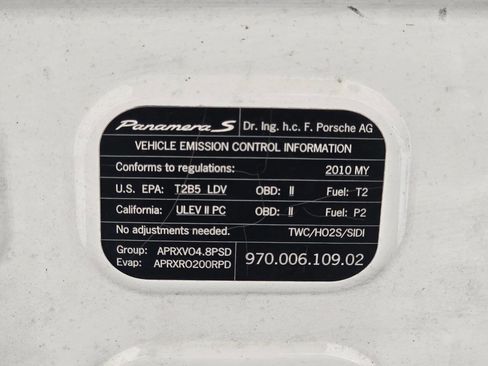 Panamera S Dr. Ing. h.c. F. Porsche AG
VEHICLE EMISSION CONTROL INFORMATION
Conforms to regulations: 2010 MY
U.S. EPA: T2B5 LDV OBD: II Fuel: T2
California: ULEV II PC OBD: II Fuel: P2
No adjustments needed. TWC/HO2S/SIDI
Group: APRXV04.8PSD
Evap: APRXR0200RPD
970.006.109.02